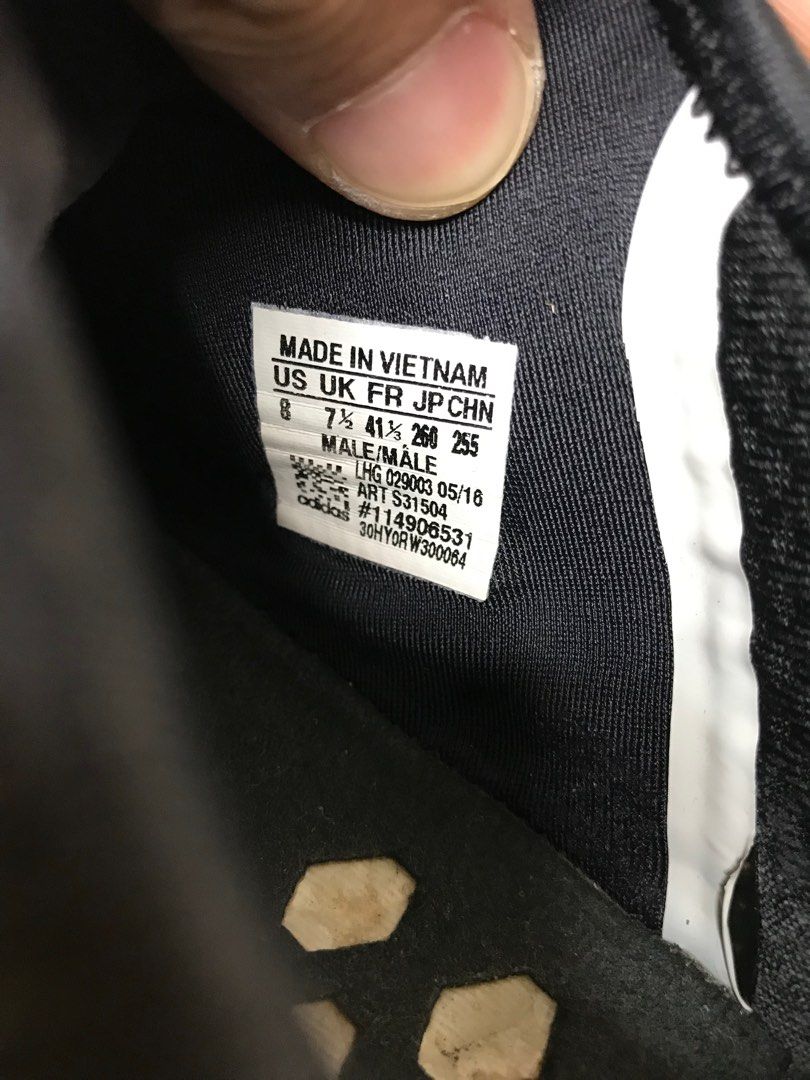 MADE IN VIETNAM
US UK FR JP CHN
8 7½ 41⅓ 260 255
MALE/MÂLE
LHG 029003 05/16
ART S31504
#114906531
adidas
30HY0RW300064